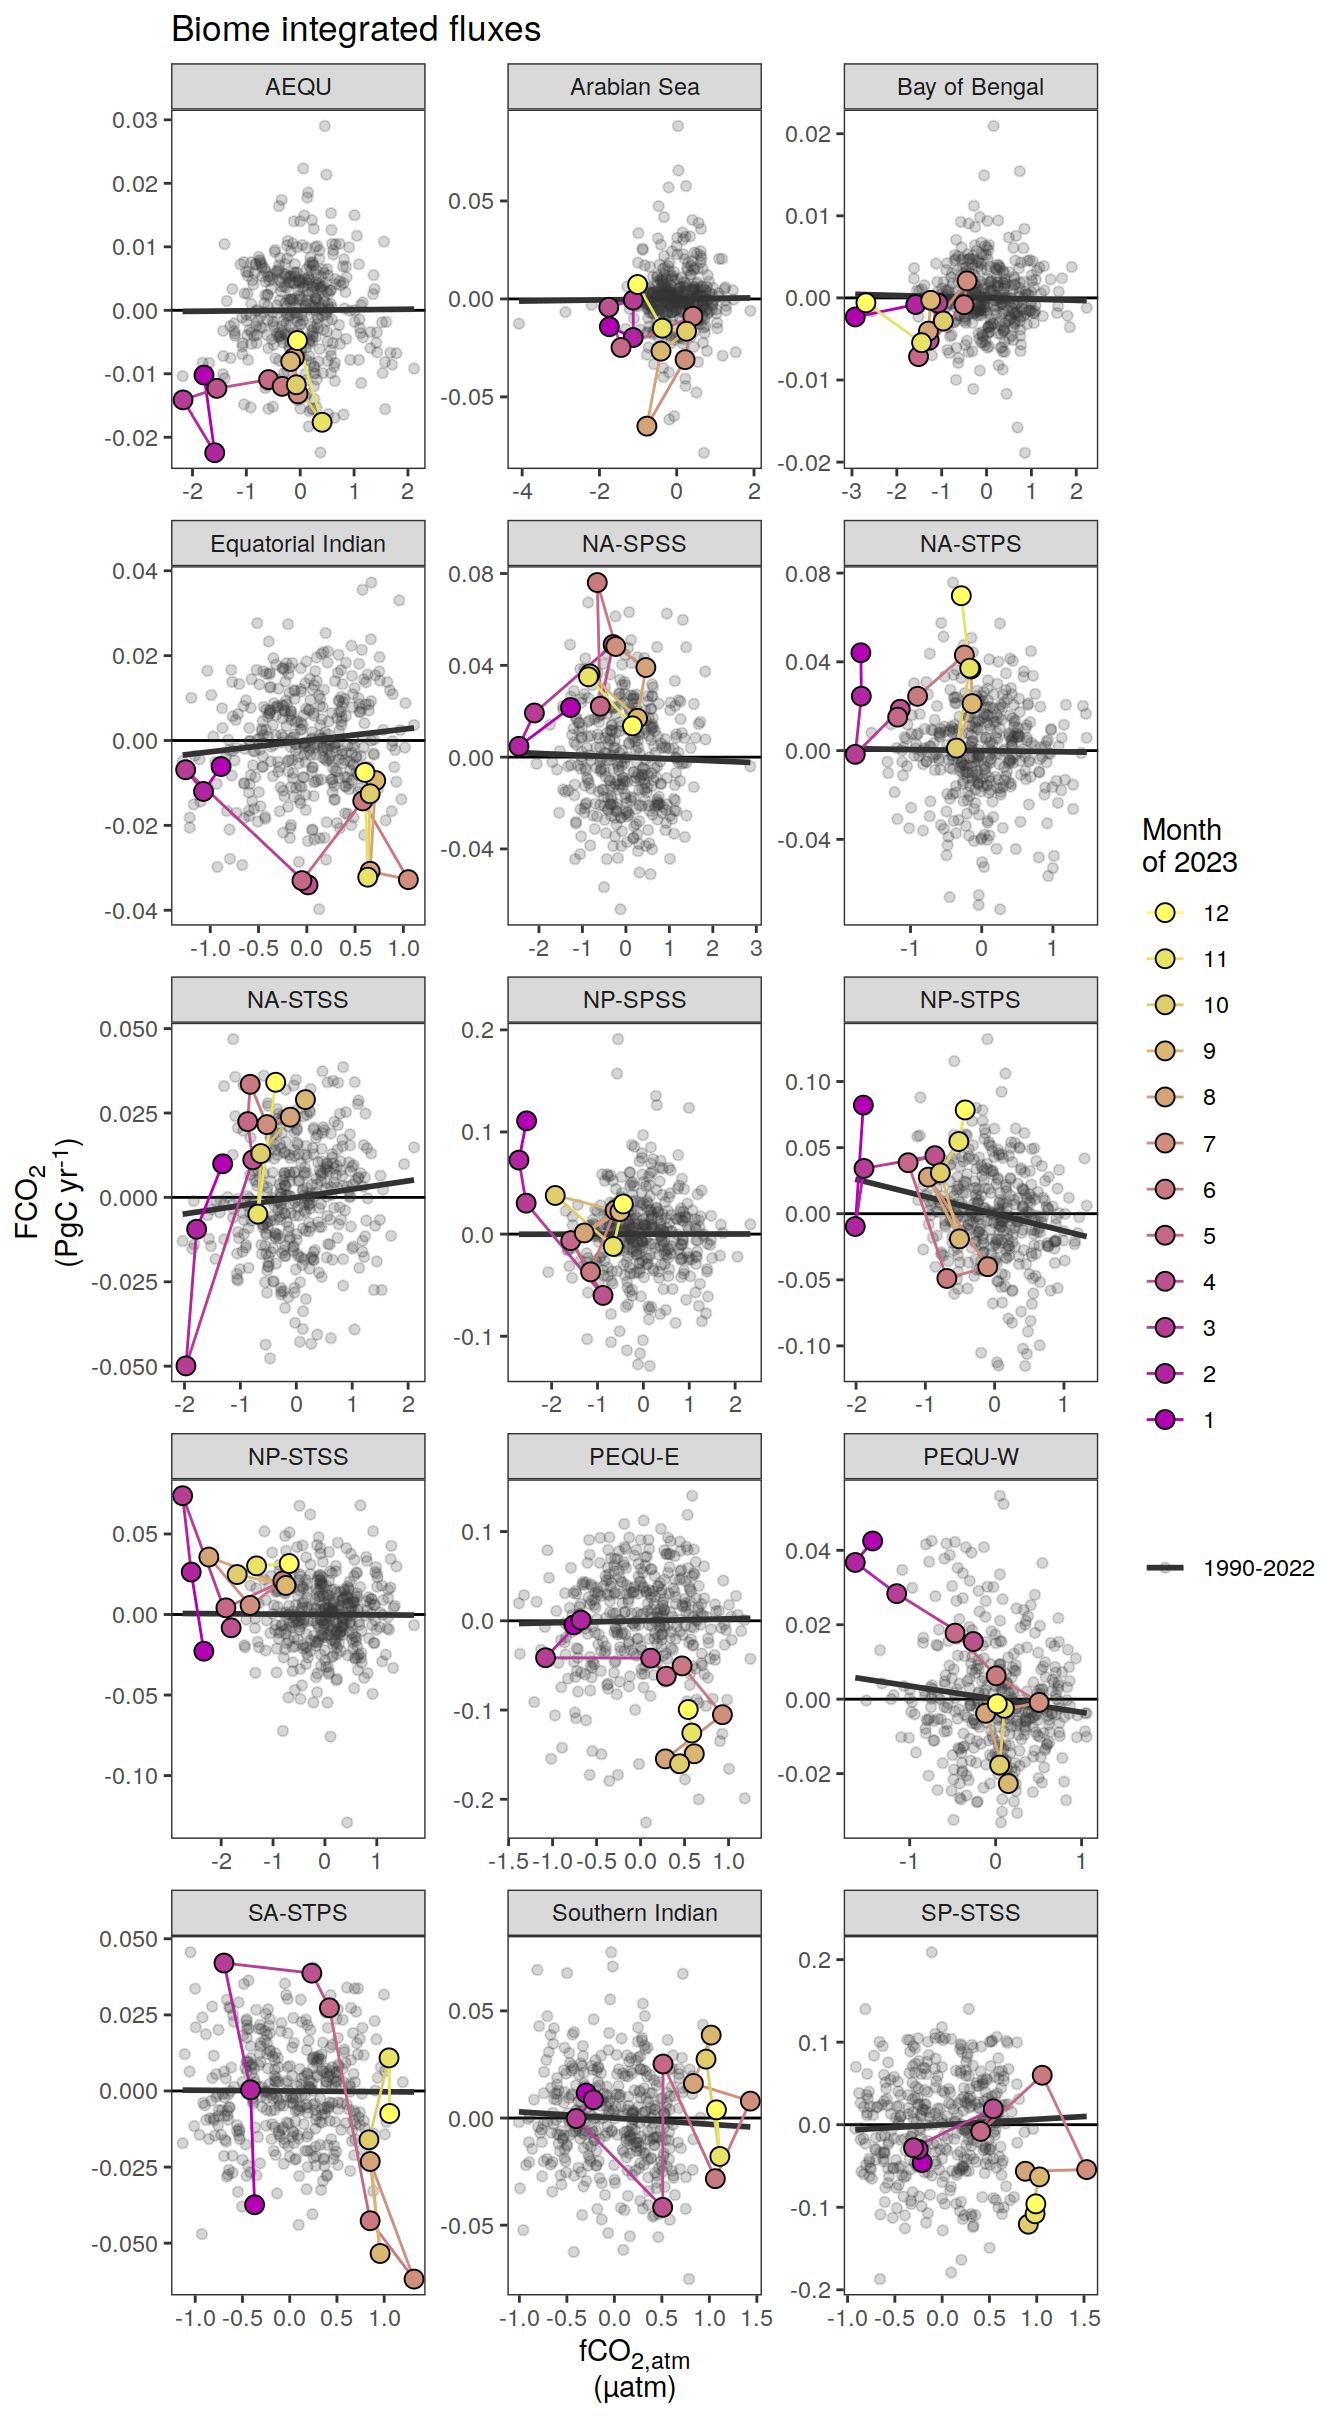 Biome integrated fluxes
AEQU
Arabian Sea
Bay of Bengal
0.03
0.02
0.01
0.00
-0.01
-0.02
0.05
0.00
-0.05
0.02
0.01
0.00
-0.01
-0.02
-2 -1 0 1 2
-4 -2 0 2
-3 -2 -1 0 1 2
Equatorial Indian
NA-SPSS
NA-STPS
0.04
0.02
0.00
-0.02
-0.04
0.08
0.04
0.00
-0.04
0.08
0.04
0.00
-0.04
-1.0 -0.5 0.0 0.5 1.0
-2 -1 0 1 2 3
-1 0 1
NA-STSS
NP-SPSS
NP-STPS
0.050
0.025
0.000
-0.025
-0.050
0.2
0.1
0.0
-0.1
0.10
0.05
0.00
-0.05
-0.10
-2 -1 0 1 2
-2 -1 0 1 2
-2 -1 0 1
NP-STSS
PEQU-E
PEQU-W
0.05
0.00
-0.05
-0.10
0.1
0.0
-0.1
-0.2
0.04
0.02
0.00
-0.02
-2 -1 0 1
-1.5 -1.0 -0.5 0.0 0.5 1.0
-1 0 1
SA-STPS
Southern Indian
SP-STSS
0.050
0.025
0.000
-0.025
-0.050
0.05
0.00
-0.05
0.2
0.1
0.0
-0.1
-0.2
-1.0 -0.5 0.0 0.5 1.0
-1.0 -0.5 0.0 0.5 1.0 1.5
-1.0 -0.5 0.0 0.5 1.0 1.5
FCO2
(PgC yr-1)
fCO2,atm
(µatm)
Month
of 2023
12
11
10
9
8
7
6
5
4
3
2
1
1990-2022